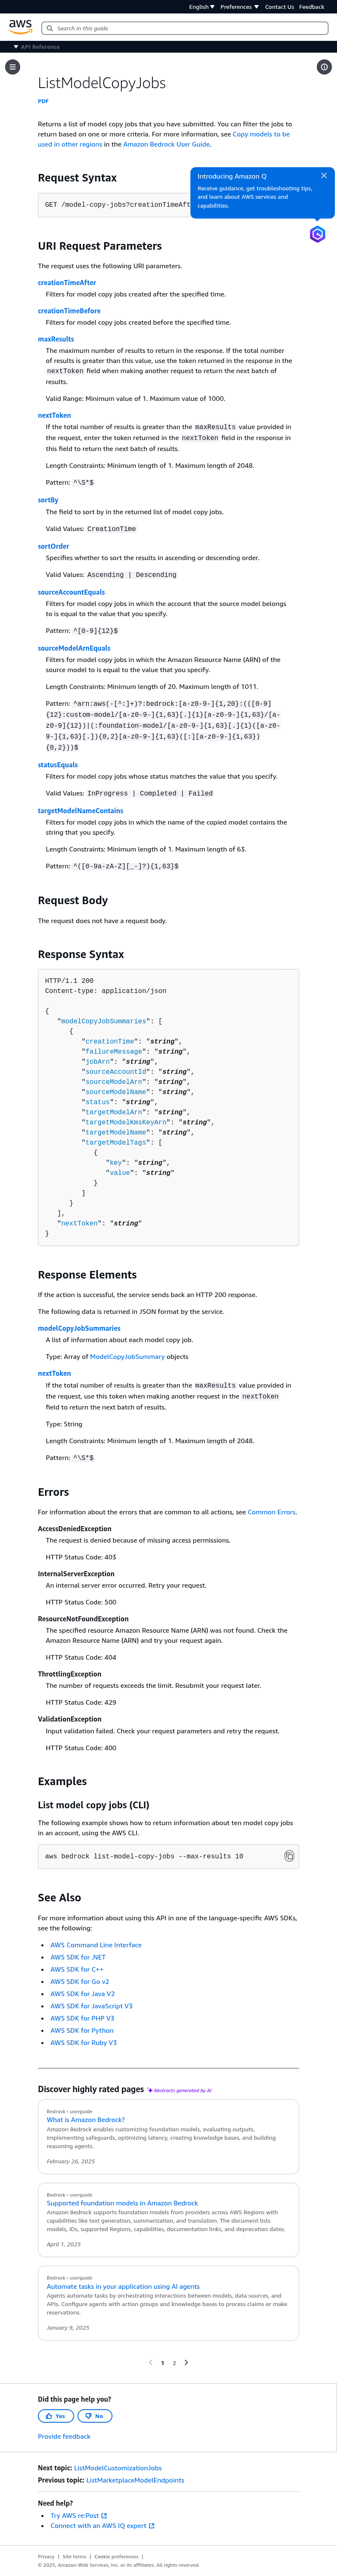 English Preferences Contact Us Feedback
aws
Search in this guide
API Reference
ListModelCopyJobs
PDF
Returns a list of model copy jobs that you have submitted. You can filter the jobs to
return based on one or more criteria. For more information, see Copy models to be
used in other regions in the Amazon Bedrock User Guide.
Request Syntax
GET /model-copy-jobs?creationTimeAft
Introducing Amazon Q
Receive guidance, get troubleshooting tips,
and learn about AWS services and
capabilities.
URI Request Parameters
The request uses the following URI parameters.
creationTimeAfter
Filters for model copy jobs created after the specified time.
creationTimeBefore
Filters for model copy jobs created before the specified time.
maxResults
The maximum number of results to return in the response. If the total number
of results is greater than this value, use the token returned in the response in the
nextToken field when making another request to return the next batch of
results.
Valid Range: Minimum value of 1. Maximum value of 1000.
nextToken
If the total number of results is greater than the maxResults value provided in
the request, enter the token returned in the nextToken field in the response in
this field to return the next batch of results.
Length Constraints: Minimum length of 1. Maximum length of 2048.
Pattern: ^\S*$
sortBy
The field to sort by in the returned list of model copy jobs.
Valid Values: CreationTime
sortOrder
Specifies whether to sort the results in ascending or descending order.
Valid Values: Ascending | Descending
sourceAccountEquals
Filters for model copy jobs in which the account that the source model belongs
to is equal to the value that you specify.
Pattern: ^[0-9]{12}$
sourceModelArnEquals
Filters for model copy jobs in which the Amazon Resource Name (ARN) of the
source model to is equal to the value that you specify.
Length Constraints: Minimum length of 20. Maximum length of 1011.
Pattern: ^arn:aws(-[^:]+)?:bedrock:[a-z0-9-]{1,20}:(([0-9]
{12}:custom-model/[a-z0-9-]{1,63}[.]{1}[a-z0-9-]{1,63}/[a-
z0-9]{12})|(:foundation-model/[a-z0-9-]{1,63}[.]{1}([a-z0-
9-]{1,63}[.]){0,2}[a-z0-9-]{1,63}([:][a-z0-9-]{1,63})
{0,2}))$
statusEquals
Filters for model copy jobs whose status matches the value that you specify.
Valid Values: InProgress | Completed | Failed
targetModelNameContains
Filters for model copy jobs in which the name of the copied model contains the
string that you specify.
Length Constraints: Minimum length of 1. Maximum length of 63.
Pattern: ^([0-9a-zA-Z][_-]?){1,63}$
Request Body
The request does not have a request body.
Response Syntax
HTTP/1.1 200
Content-type: application/json
{
"modelCopyJobSummaries": [
{
"creationTime": "string",
"failureMessage": "string",
"jobArn": "string",
"sourceAccountId": "string",
"sourceModelArn": "string",
"sourceModelName": "string",
"status": "string",
"targetModelArn": "string",
"targetModelKmsKeyArn": "string",
"targetModelName": "string",
"targetModelTags": [
{
"key": "string",
"value": "string"
}
]
}
],
"nextToken": "string"
}
Response Elements
If the action is successful, the service sends back an HTTP 200 response.
The following data is returned in JSON format by the service.
modelCopyJobSummaries
A list of information about each model copy job.
Type: Array of ModelCopyJobSummary objects
nextToken
If the total number of results is greater than the maxResults value provided in
the request, use this token when making another request in the nextToken
field to return the next batch of results.
Type: String
Length Constraints: Minimum length of 1. Maximum length of 2048.
Pattern: ^\S*$
Errors
For information about the errors that are common to all actions, see Common Errors.
AccessDeniedException
The request is denied because of missing access permissions.
HTTP Status Code: 403
InternalServerException
An internal server error occurred. Retry your request.
HTTP Status Code: 500
ResourceNotFoundException
The specified resource Amazon Resource Name (ARN) was not found. Check the
Amazon Resource Name (ARN) and try your request again.
HTTP Status Code: 404
ThrottlingException
The number of requests exceeds the limit. Resubmit your request later.
HTTP Status Code: 429
ValidationException
Input validation failed. Check your request parameters and retry the request.
HTTP Status Code: 400
Examples
List model copy jobs (CLI)
The following example shows how to return information about ten model copy jobs
in an account, using the AWS CLI.
aws bedrock list-model-copy-jobs --max-results 10
See Also
For more information about using this API in one of the language-specific AWS SDKs,
see the following:
• AWS Command Line Interface
• AWS SDK for .NET
• AWS SDK for C++
• AWS SDK for Go v2
• AWS SDK for Java V2
• AWS SDK for JavaScript V3
• AWS SDK for PHP V3
• AWS SDK for Python
• AWS SDK for Ruby V3
Discover highly rated pages Abstracts generated by AI
Bedrock › userguide
What is Amazon Bedrock?
Amazon Bedrock enables customizing foundation models, evaluating outputs,
implementing safeguards, optimizing latency, creating knowledge bases, and building
reasoning agents.
February 26, 2025
Bedrock › userguide
Supported foundation models in Amazon Bedrock
Amazon Bedrock supports foundation models from providers across AWS Regions with
capabilities like text generation, summarization, and translation. The document lists
models, IDs, supported Regions, capabilities, documentation links, and deprecation dates.
April 1, 2025
Bedrock › userguide
Automate tasks in your application using AI agents
Agents automate tasks by orchestrating interactions between models, data sources, and
APIs. Configure agents with action groups and knowledge bases to process claims or make
reservations.
January 9, 2025
1 2
Did this page help you?
Yes No
Provide feedback
Next topic: ListModelCustomizationJobs
Previous topic: ListMarketplaceModelEndpoints
Need help?
• Try AWS re:Post
• Connect with an AWS IQ expert
Privacy | Site terms | Cookie preferences |
© 2025, Amazon Web Services, Inc. or its affiliates. All rights reserved.